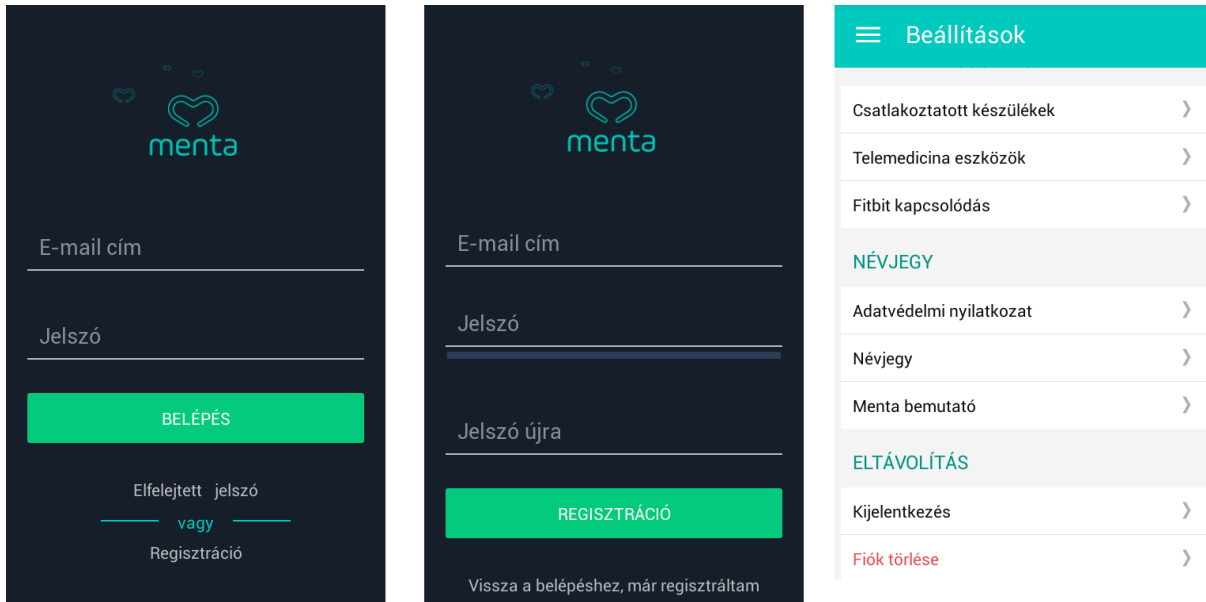 menta
E-mail cím
Jelszó
BELÉPÉS
Elfelejtett jelszó
vagy
Regisztráció
menta
E-mail cím
Jelszó
Jelszó újra
REGISZTRÁCIÓ
Vissza a belépéshez, már regisztráltam
Beállítások
Csatlakoztatott készülékek
Telemedicina eszközök
Fitbit kapcsolódás
NÉVJEGY
Adatvédelmi nyilatkozat
Névjegy
Menta bemutató
ELTÁVOLÍTÁS
Kijelentkezés
Fiók törlése